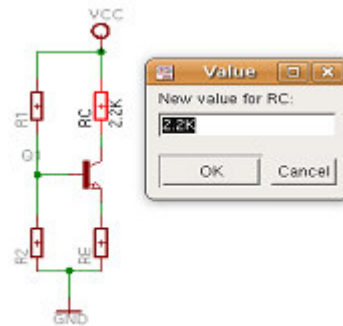 VCC
R1
RC
2.2K
Q1
R2
RE
GND
Value
New value for RC:
2.2K
OK
Cancel